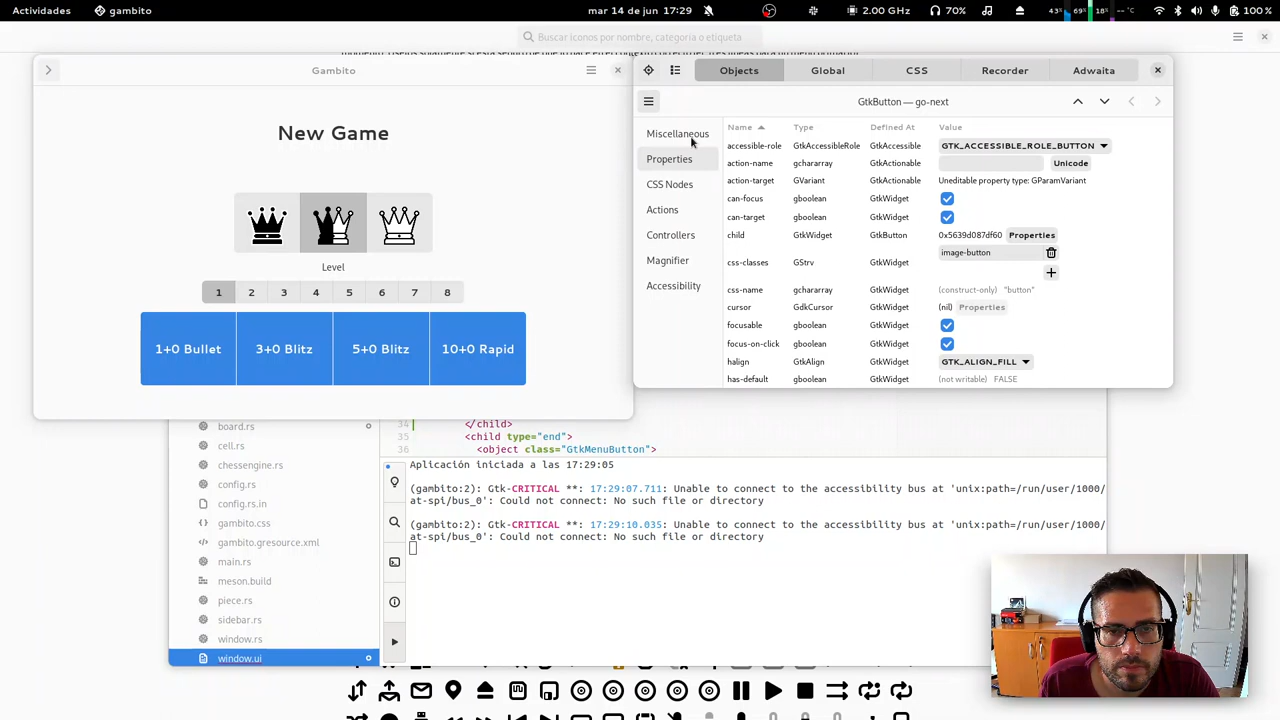 Actividades
gambito
mar 14 de jun 17:29
2.00 GHz
70%
43%
69%
18%
--°C
100 %
Buscar iconos por nombre, categoría o etiqueta
Gambito
New Game
Level
1 2 3 4 5 6 7 8
1+0 Bullet 3+0 Blitz 5+0 Blitz 10+0 Rapid
Objects Global CSS Recorder Adwaita
GtkButton — go-next
Miscellaneous
Properties
CSS Nodes
Actions
Controllers
Magnifier
Accessibility
Name Type Defined At Value
accessible-role GtkAccessibleRole GtkAccessible GTK_ACCESSIBLE_ROLE_BUTTON
action-name gchararray GtkActionable Unicode
action-target GVariant GtkActionable Uneditable property type: GParamVariant
can-focus gboolean GtkWidget
can-target gboolean GtkWidget
child GtkWidget GtkButton 0x5639d087df60 Properties
css-classes GStrv GtkWidget image-button
css-name gchararray GtkWidget (construct-only) "button"
cursor GdkCursor GtkWidget (nil) Properties
focusable gboolean GtkWidget
focus-on-click gboolean GtkWidget
halign GtkAlign GtkWidget GTK_ALIGN_FILL
has-default gboolean GtkWidget (not writable) FALSE
board.rs
cell.rs
chessengine.rs
config.rs
config.rs.in
gambito.css
gambito.gresource.xml
main.rs
meson.build
piece.rs
sidebar.rs
window.rs
window.ui
34 </child>
35 <child type="end">
36 <object class="GtkMenuButton">
Aplicación iniciada a las 17:29:05
(gambito:2): Gtk-CRITICAL **: 17:29:07.711: Unable to connect to the accessibility bus at 'unix:path=/run/user/1000/
at-spi/bus_0': Could not connect: No such file or directory
(gambito:2): Gtk-CRITICAL **: 17:29:10.035: Unable to connect to the accessibility bus at 'unix:path=/run/user/1000/
at-spi/bus_0': Could not connect: No such file or directory